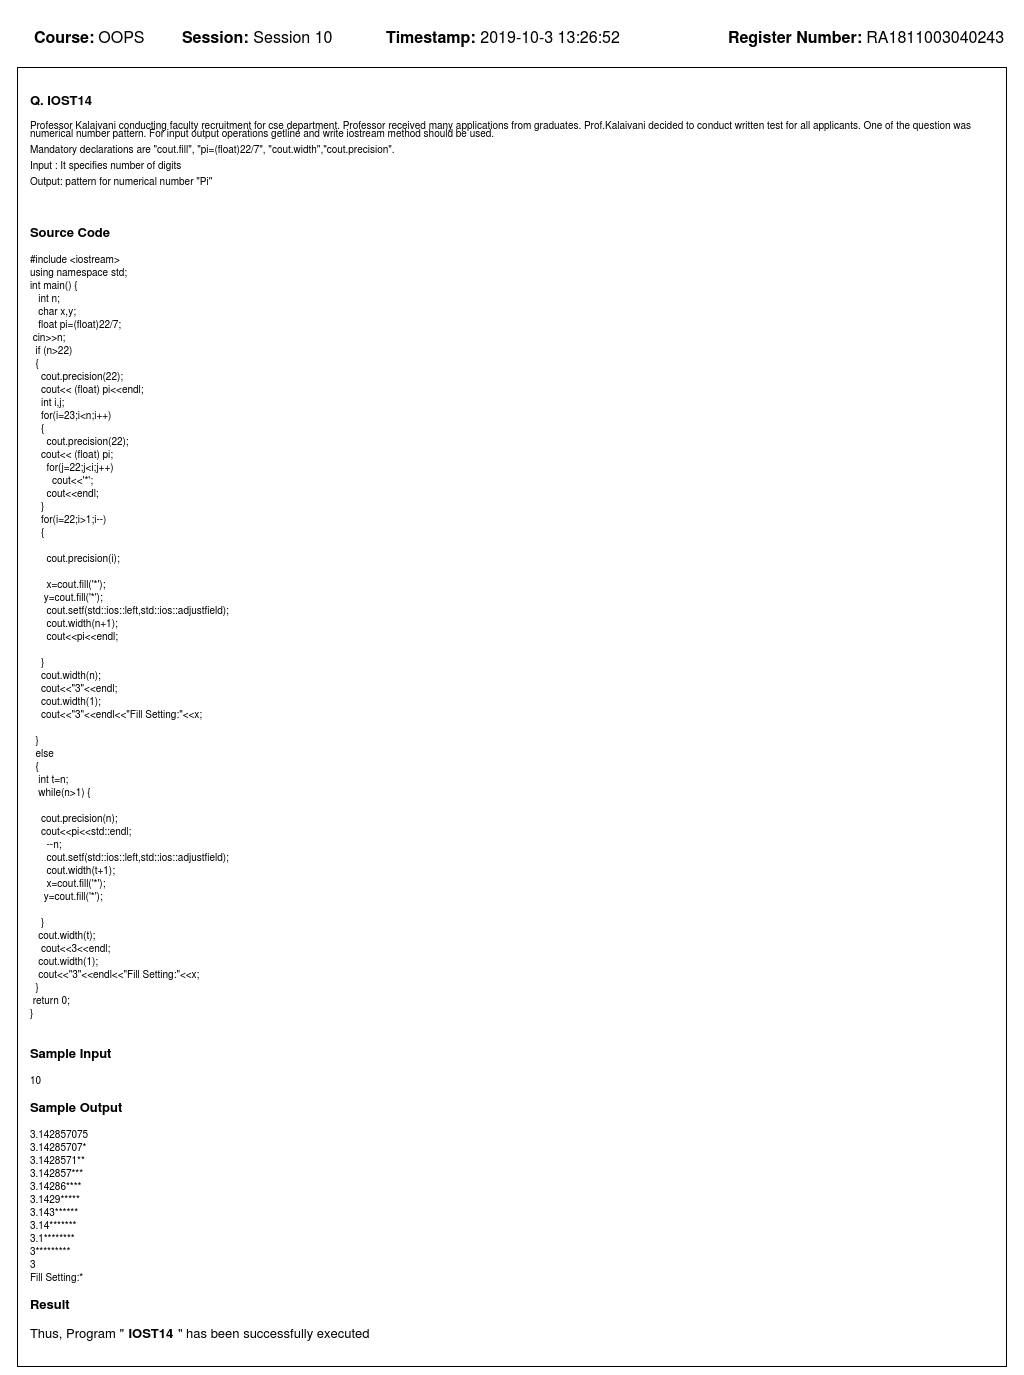 Course: OOPS Session: Session 10 Timestamp: 2019-10-3 13:26:52 Register Number: RA1811003040243
Q. IOST14
Professor Kalaivani conducting faculty recruitment for cse department. Professor received many applications from graduates. Prof.Kalaivani decided to conduct written test for all applicants. One of the question was
numerical number pattern. For input output operations getline and write iostream method should be used.
Mandatory declarations are "cout.fill", "pi=(float)22/7", "cout.width","cout.precision".
Input : It specifies number of digits
Output: pattern for numerical number "Pi"
Source Code
#include <iostream>
using namespace std;
int main() {
int n;
char x,y;
float pi=(float)22/7;
cin>>n;
if (n>22)
{
cout.precision(22);
cout<< (float) pi<<endl;
int i,j;
for(i=23;i<n;i++)
{
cout.precision(22);
cout<< (float) pi;
for(j=22;j<i;j++)
cout<<'*';
cout<<endl;
}
for(i=22;i>1;i--)
{
cout.precision(i);
x=cout.fill('*');
y=cout.fill('*');
cout.setf(std::ios::left,std::ios::adjustfield);
cout.width(n+1);
cout<<pi<<endl;
}
cout.width(n);
cout<<"3"<<endl;
cout.width(1);
cout<<"3"<<endl<<"Fill Setting:"<<x;
}
else
{
int t=n;
while(n>1) {
cout.precision(n);
cout<<pi<<std::endl;
--n;
cout.setf(std::ios::left,std::ios::adjustfield);
cout.width(t+1);
x=cout.fill('*');
y=cout.fill('*');
}
cout.width(t);
cout<<3<<endl;
cout.width(1);
cout<<"3"<<endl<<"Fill Setting:"<<x;
}
return 0;
}
Sample Input
10
Sample Output
3.142857075
3.14285707*
3.1428571**
3.142857***
3.14286****
3.1429*****
3.143******
3.14*******
3.1********
3*********
3
Fill Setting:*
Result
Thus, Program " IOST14 " has been successfully executed